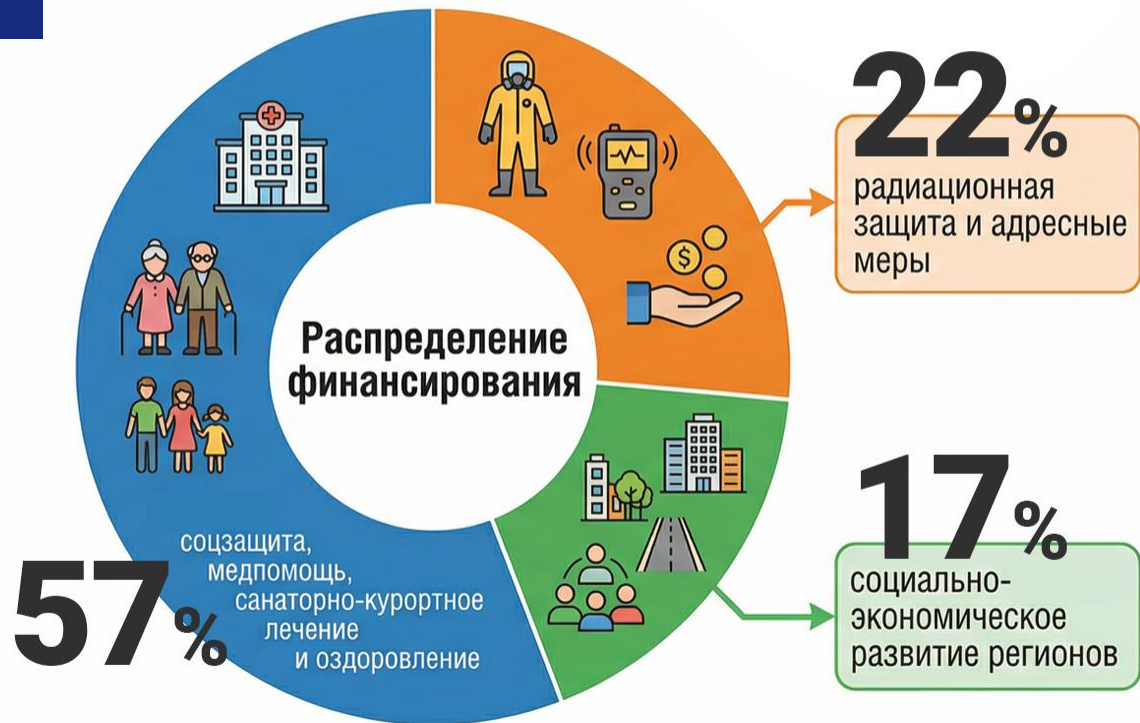 Распределение
финансирования
22%
радиационная
защита и адресные
меры
17%
социально-
экономическое
развитие регионов
57%
соцзащита,
медпомощь,
санаторно-курортное
лечение
и оздоровление
$